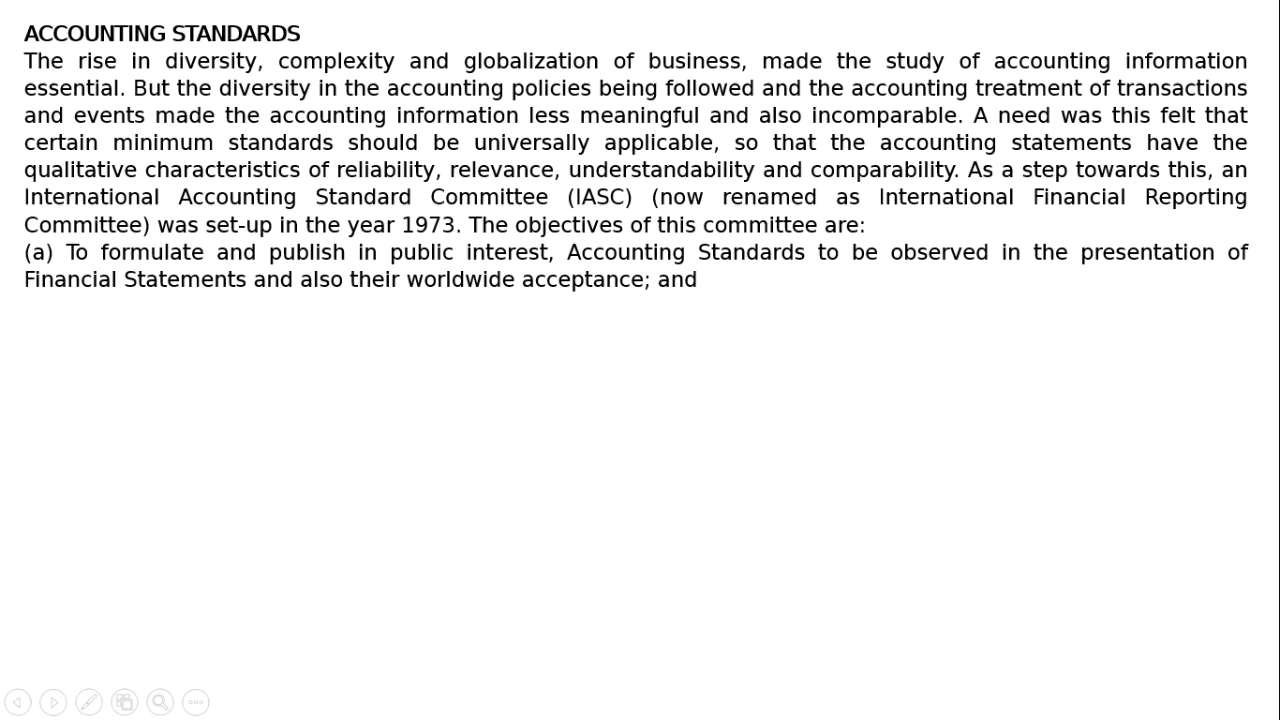 ACCOUNTING STANDARDS
The rise in diversity, complexity and globalization of business, made the study of accounting information
essential. But the diversity in the accounting policies being followed and the accounting treatment of transactions
and events made the accounting information less meaningful and also incomparable. A need was this felt that
certain minimum standards should be universally applicable, so that the accounting statements have the
qualitative characteristics of reliability, relevance, understandability and comparability. As a step towards this, an
International Accounting Standard Committee (IASC) (now renamed as International Financial Reporting
Committee) was set-up in the year 1973. The objectives of this committee are:
(a) To formulate and publish in public interest, Accounting Standards to be observed in the presentation of
Financial Statements and also their worldwide acceptance; and